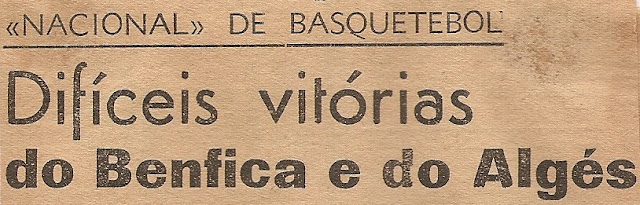 «NACIONAL» DE BASQUETEBOL
Difíceis vitórias
do Benfica e do Algés